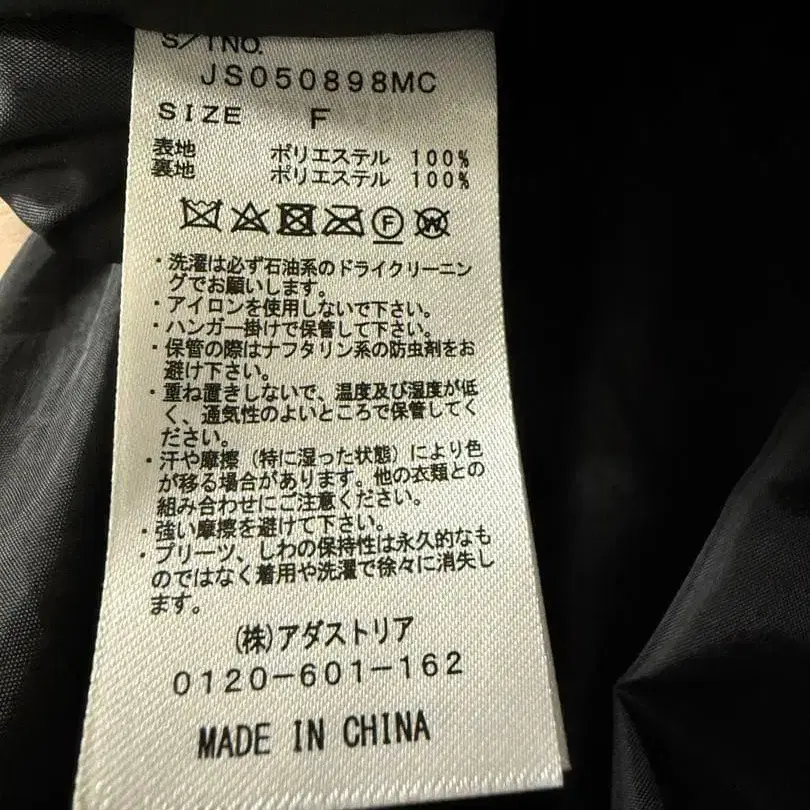 S/TNO.
JS050898MC
SIZE F
表地 ポリエステル 100%
裏地 ポリエステル 100%
F W
・洗濯は必ず石油系のドライクリーニン
グでお願いします。
・アイロンを使用しないで下さい。
・ハンガー掛けで保管して下さい。
・保管の際はナフタリン系の防虫剤をお
避け下さい。
・重ね置きしないで、温度及び湿度が低
く、通気性のよいところで保管してく
ださい。
・汗や摩擦（特に湿った状態）により色
が移る場合があります。他の衣類との
組み合わせにご注意ください。
・強い摩擦を避けて下さい。
・プリーツ、しわの保持性は永久的なも
のではなく着用や洗濯で徐々に消失し
ます。
(株)アダストリア
0120-601-162
MADE IN CHINA